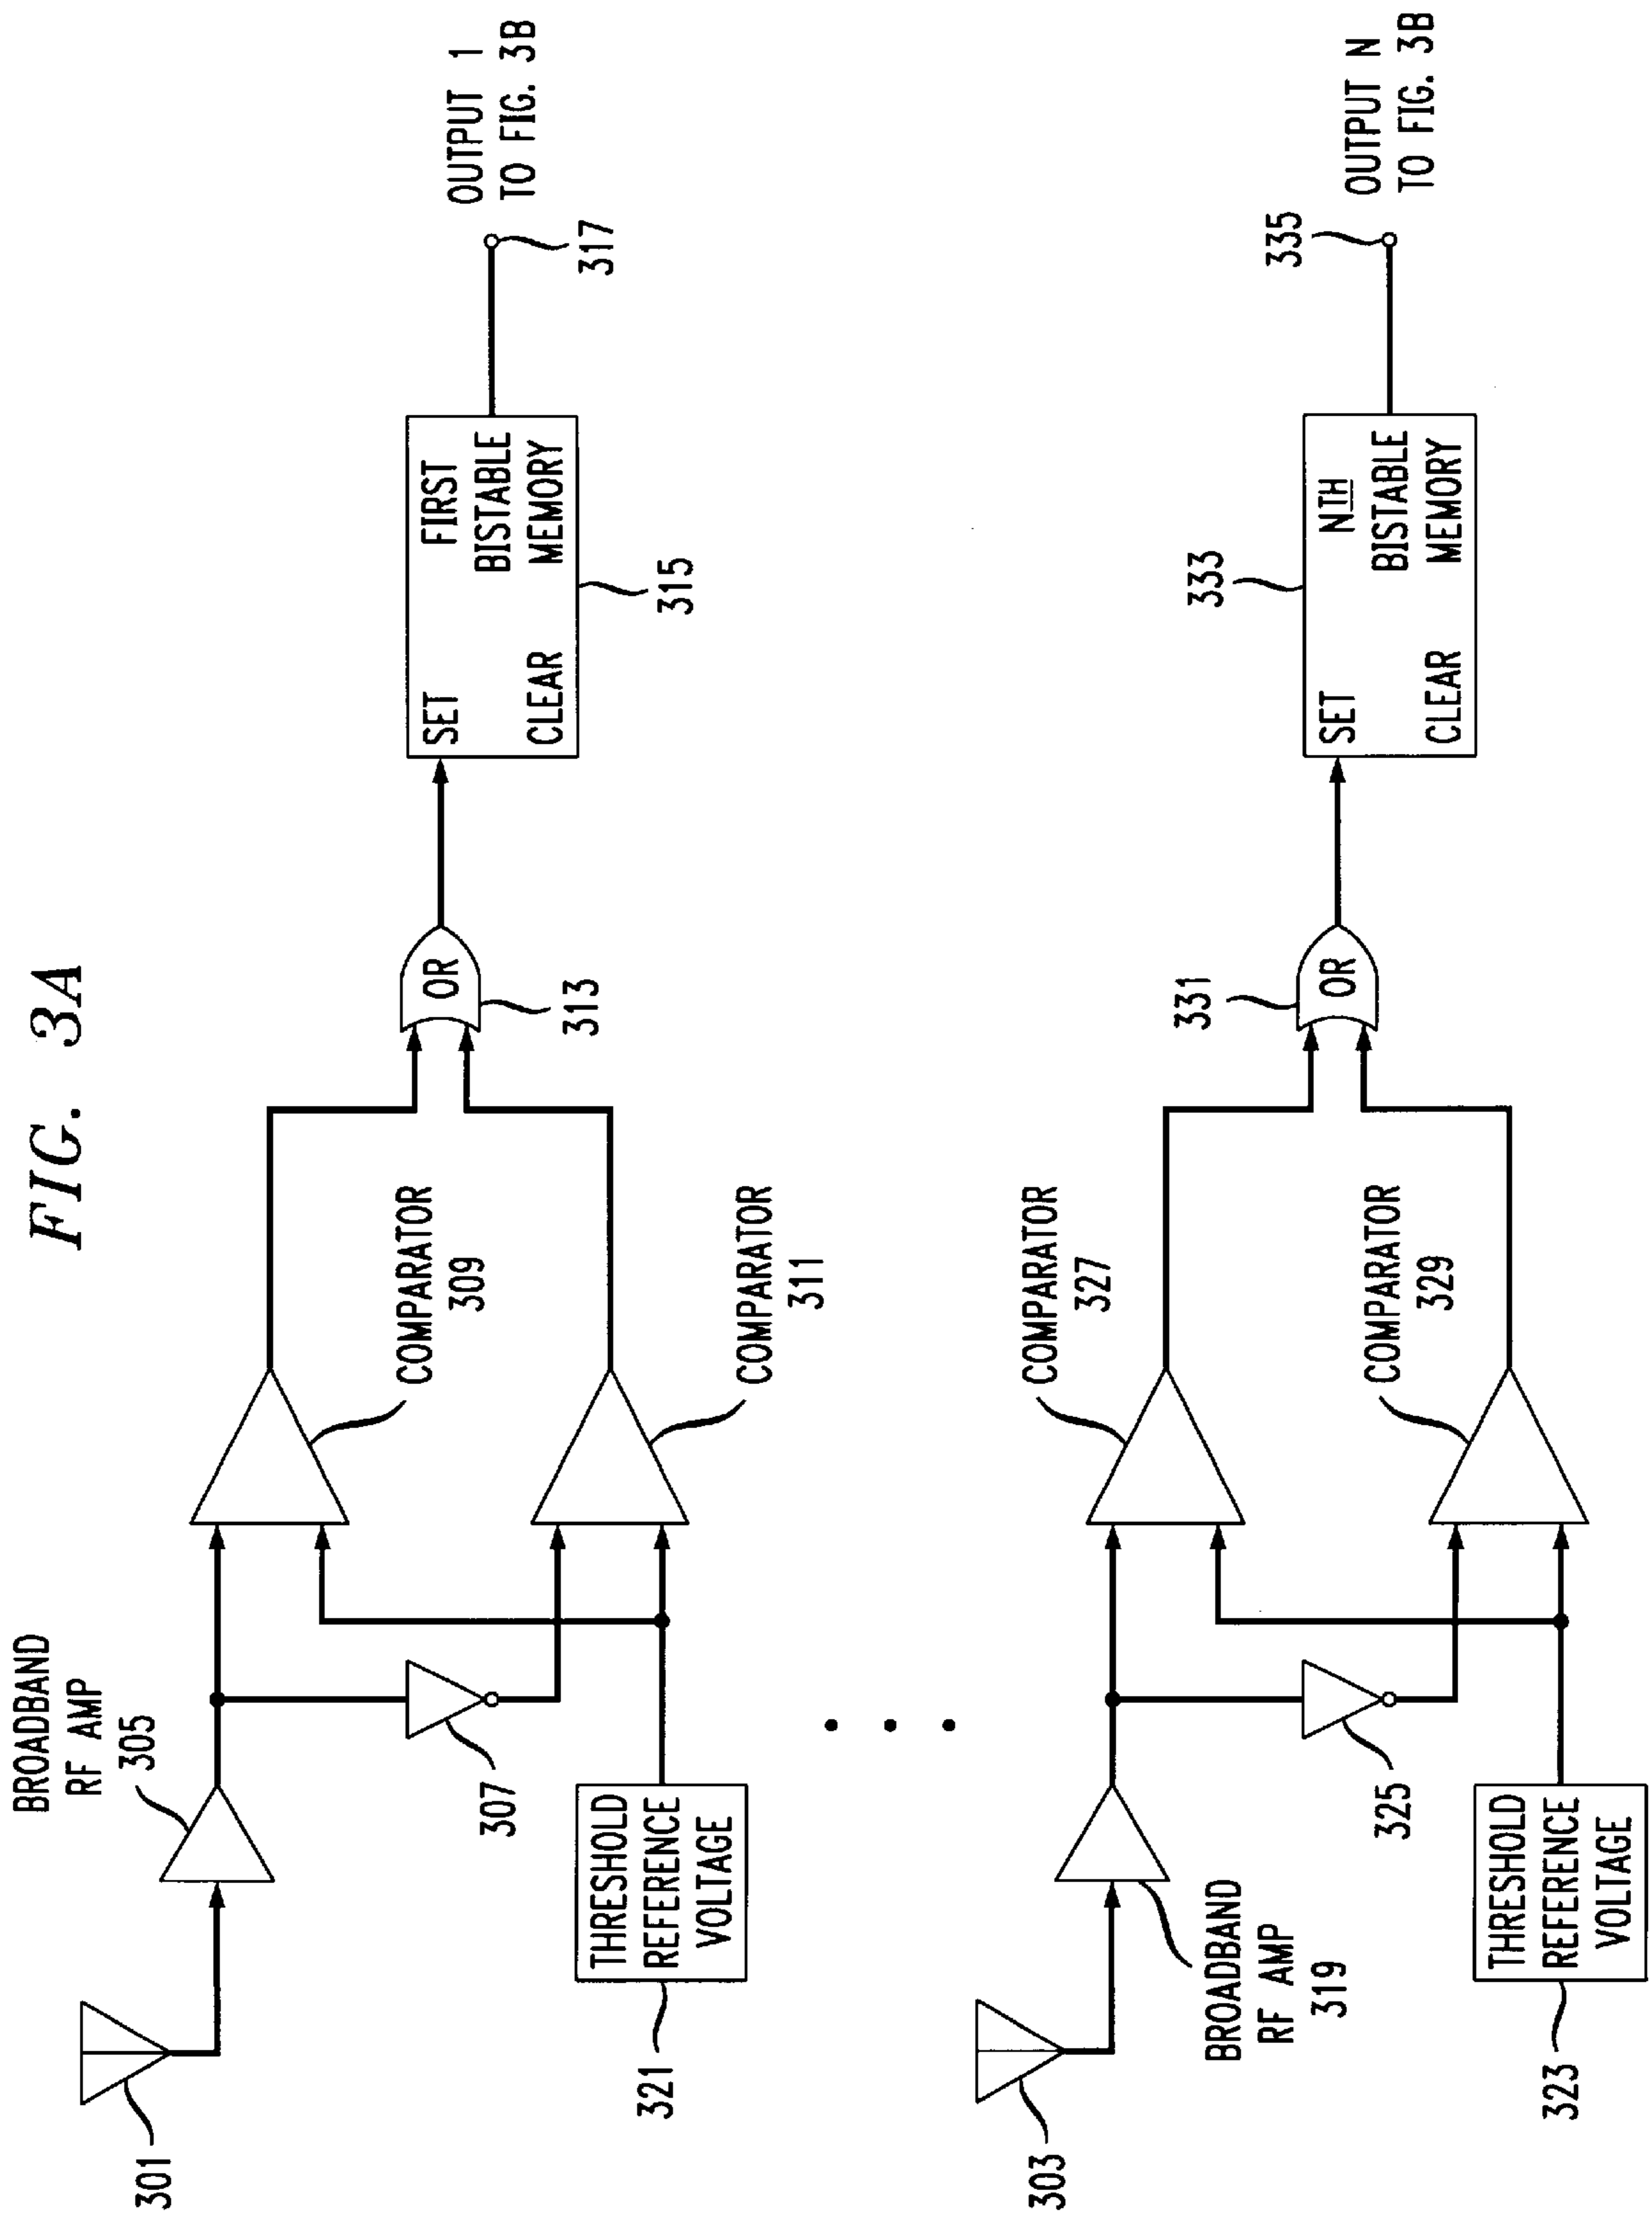 FIG. 3A
BROADBAND
RF AMP
305
301
307
THRESHOLD
REFERENCE
VOLTAGE
321
COMPARATOR
309
COMPARATOR
311
OR
313
SET
CLEAR
FIRST
BISTABLE
MEMORY
315
317
OUTPUT 1
TO FIG. 3B
303
BROADBAND
RF AMP
319
325
THRESHOLD
REFERENCE
VOLTAGE
323
COMPARATOR
327
COMPARATOR
329
OR
331
SET
CLEAR
NTH
BISTABLE
MEMORY
333
335
OUTPUT N
TO FIG. 3B